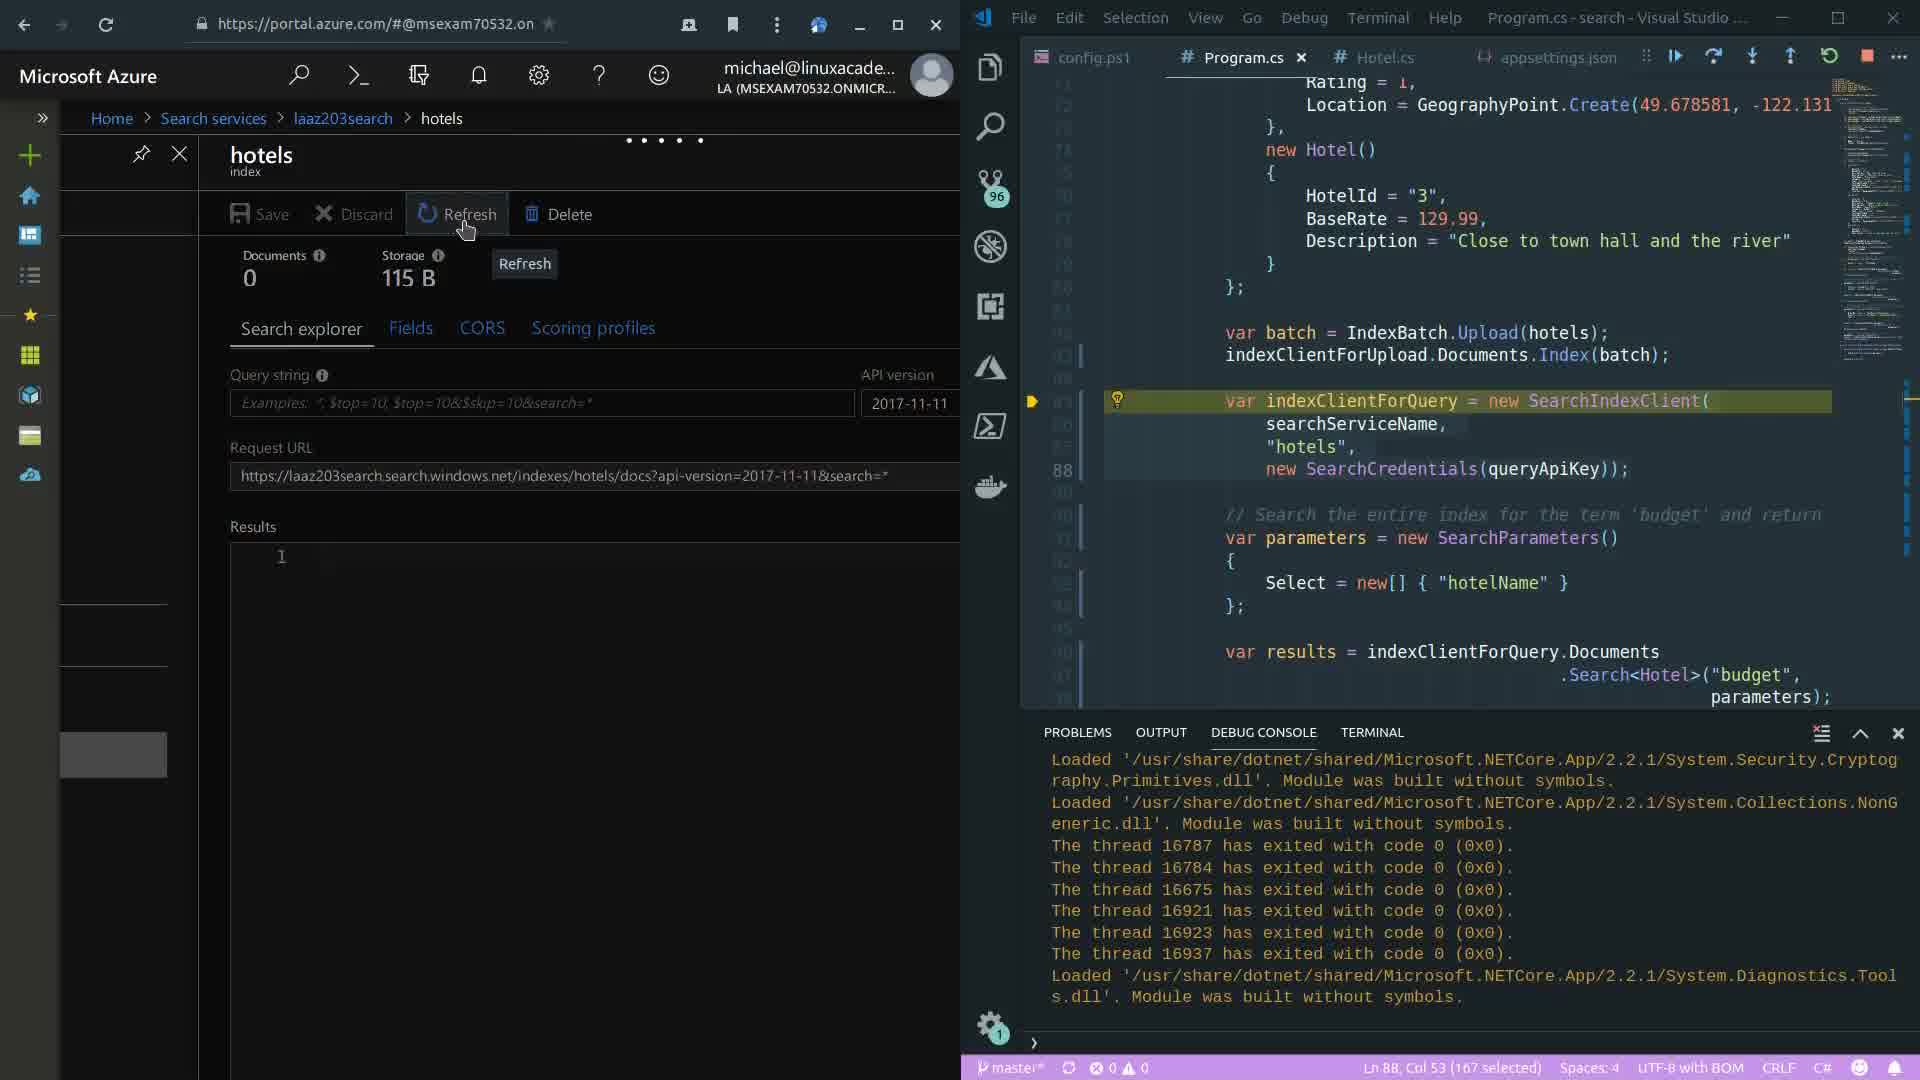 https://portal.azure.com/#@msexam70532.on
Microsoft Azure
michael@linuxacade...
LA (MSEXAM70532.ONMICR...
Home > Search services > laaz203search > hotels
hotels
index
Save Discard Refresh Delete
Documents
0
Storage
115 B
Refresh
Search explorer Fields CORS Scoring profiles
Query string
Examples: *, $top=10, $top=10&$skip=10&search=*
API version
2017-11-11
Request URL
https://laaz203search.search.windows.net/indexes/hotels/docs?api-version=2017-11-11&search=*
Results
1
File Edit Selection View Go Debug Terminal Help Program.cs - search - Visual Studio ...
config.ps1 Program.cs Hotel.cs appsettings.json
96
Rating = 1,
Location = GeographyPoint.Create(49.678581, -122.131
},
new Hotel()
{
HotelId = "3",
BaseRate = 129.99,
Description = "Close to town hall and the river"
}
};
var batch = IndexBatch.Upload(hotels);
indexClientForUpload.Documents.Index(batch);
var indexClientForQuery = new SearchIndexClient(
searchServiceName,
"hotels",
88 new SearchCredentials(queryApiKey));
// Search the entire index for the term 'budget' and return
var parameters = new SearchParameters()
{
Select = new[] { "hotelName" }
};
var results = indexClientForQuery.Documents
.Search<Hotel>("budget",
parameters);
PROBLEMS OUTPUT DEBUG CONSOLE TERMINAL
Loaded '/usr/share/dotnet/shared/Microsoft.NETCore.App/2.2.1/System.Security.Cryptog
raphy.Primitives.dll'. Module was built without symbols.
Loaded '/usr/share/dotnet/shared/Microsoft.NETCore.App/2.2.1/System.Collections.NonG
eneric.dll'. Module was built without symbols.
The thread 16787 has exited with code 0 (0x0).
The thread 16784 has exited with code 0 (0x0).
The thread 16675 has exited with code 0 (0x0).
The thread 16921 has exited with code 0 (0x0).
The thread 16923 has exited with code 0 (0x0).
The thread 16937 has exited with code 0 (0x0).
Loaded '/usr/share/dotnet/shared/Microsoft.NETCore.App/2.2.1/System.Diagnostics.Tool
s.dll'. Module was built without symbols.
1
master* 0 0 Ln 88, Col 53 (167 selected) Spaces: 4 UTF-8 with BOM CRLF C#